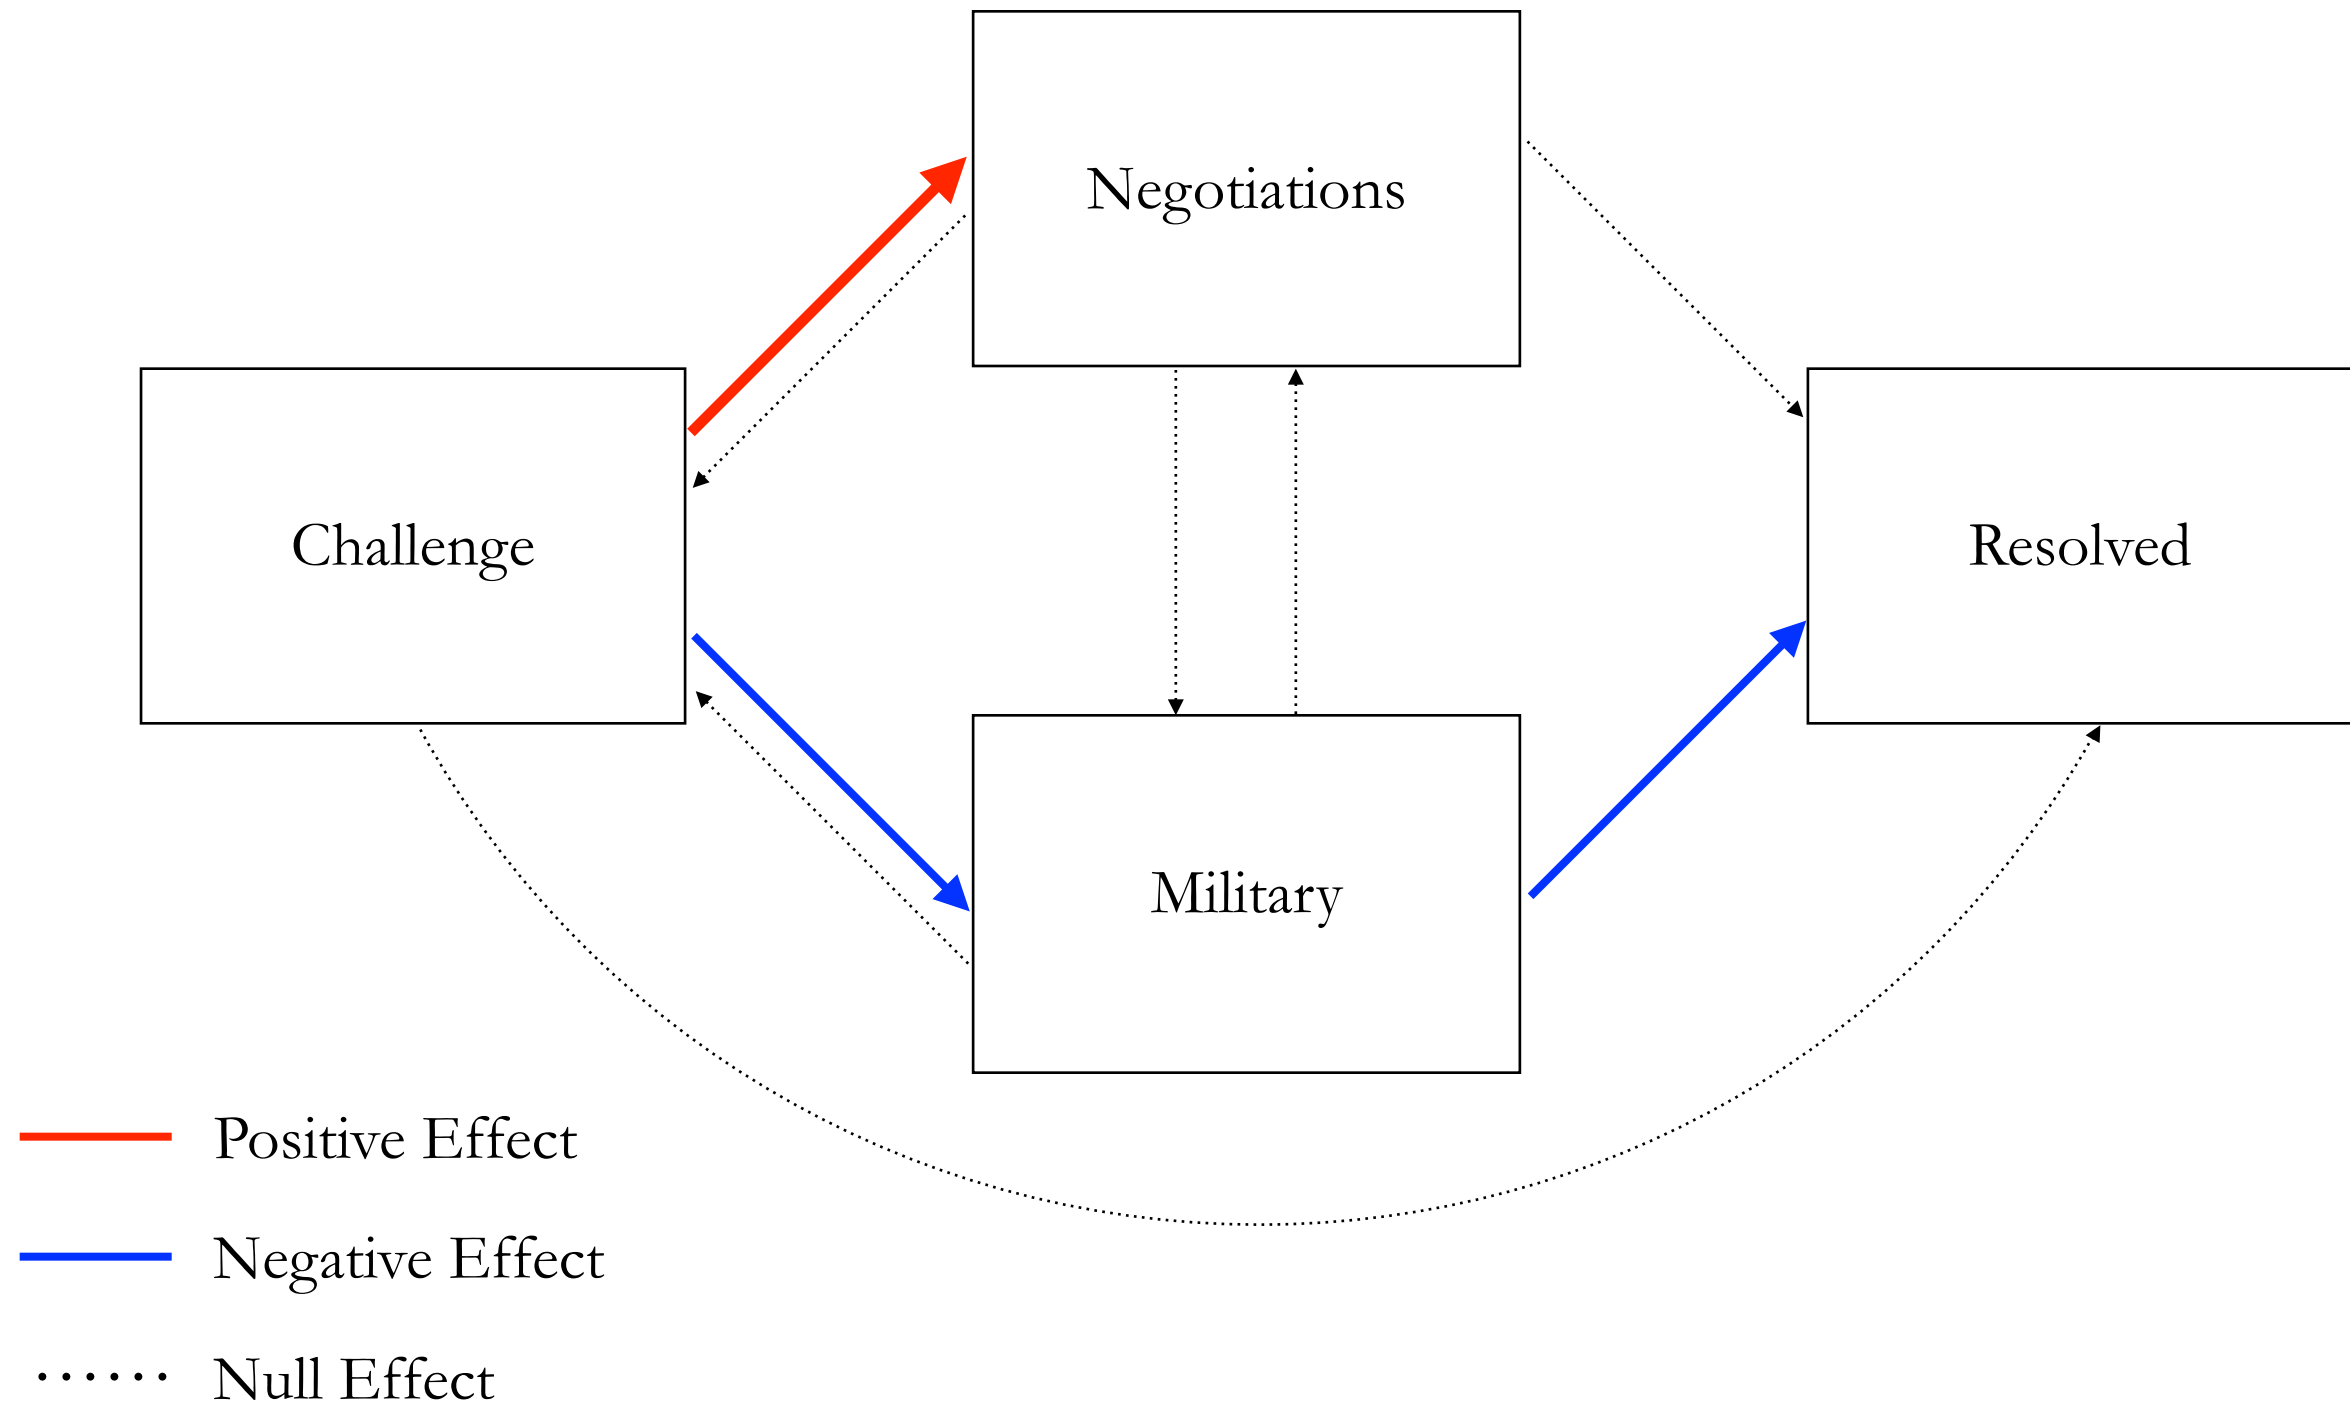 Negotiations
Challenge
Resolved
Military
Positive Effect
Negative Effect
Null Effect